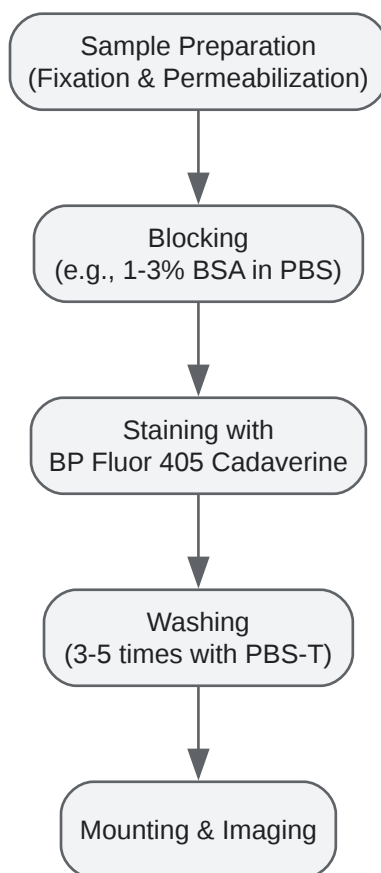 Sample Preparation
(Fixation & Permeabilization)
Blocking
(e.g., 1-3% BSA in PBS)
Staining with
BP Fluor 405 Cadaverine
Washing
(3-5 times with PBS-T)
Mounting & Imaging